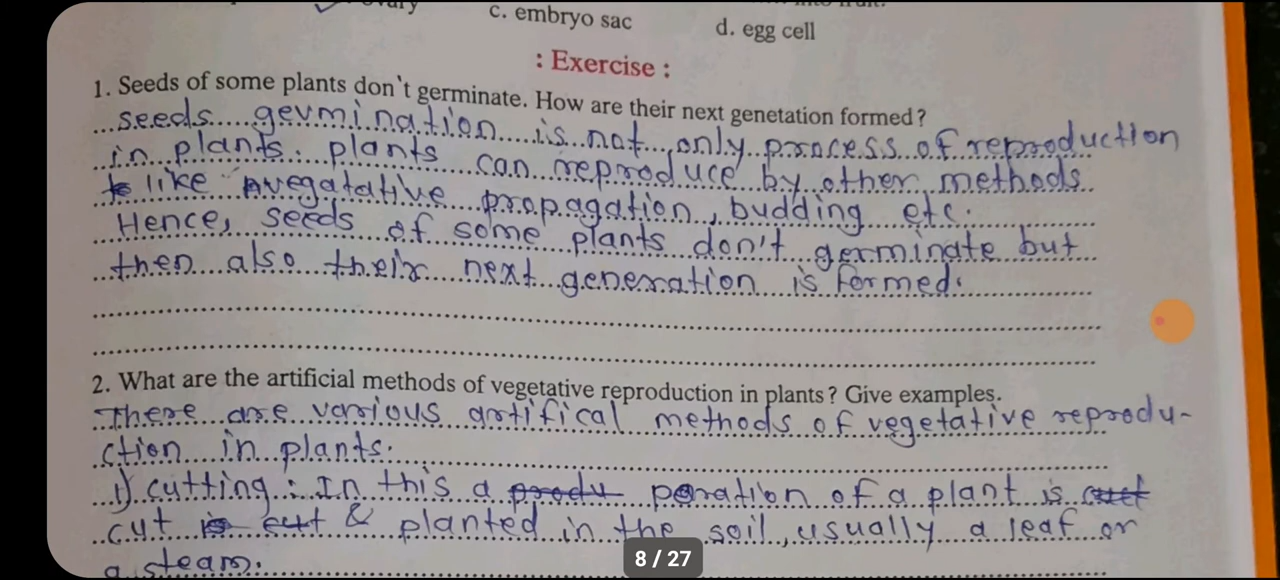 c. embryo sac
d. egg cell
: Exercise :
1. Seeds of some plants don't germinate. How are their next genetation formed?
seeds germination is not only process of reproduction
in plants. plants can reproduce by other methods
like vegatative propagation, budding etc.
Hence, seeds of some plants don't germinate but
then also their next generation is formed.
2. What are the artificial methods of vegetative reproduction in plants? Give examples.
There are various artifical methods of vegetative reprodu-
ction in plants.
1) cutting : In this a poration of a plant is
cut & planted in the soil, usually a leaf or
a steam.
8 / 27